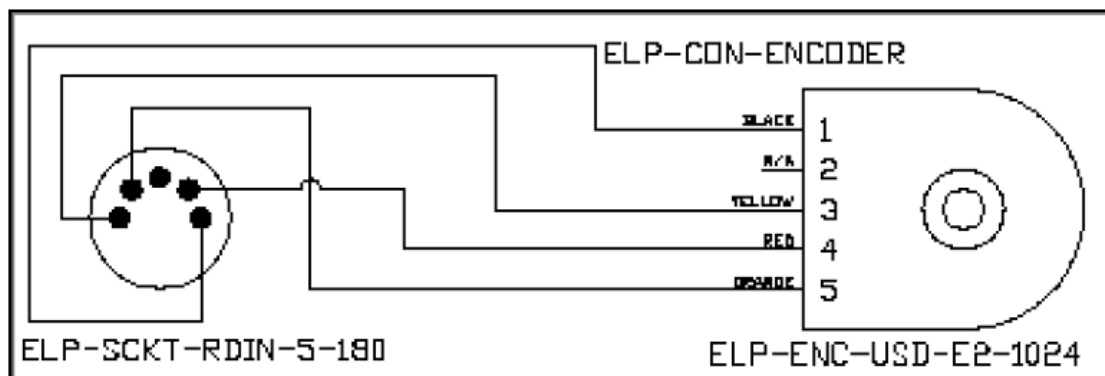 ELP-CON-ENCODER
BLACK 1
N/A 2
YELLOW 3
RED 4
ORANGE 5
ELP-SCKT-RDIN-5-180
ELP-ENC-USD-E2-1024